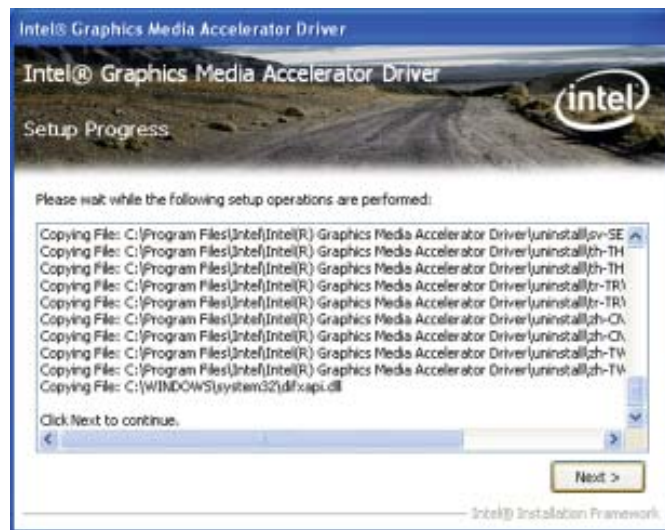 Intel® Graphics Media Accelerator Driver
Intel® Graphics Media Accelerator Driver
intel
Setup Progress
Please wait while the following setup operations are performed:
Copying File: C:\Program Files\Intel\Intel(R) Graphics Media Accelerator Driver\uninstall\sv-SE
Copying File: C:\Program Files\Intel\Intel(R) Graphics Media Accelerator Driver\uninstall\th-TH
Copying File: C:\Program Files\Intel\Intel(R) Graphics Media Accelerator Driver\uninstall\th-TH
Copying File: C:\Program Files\Intel\Intel(R) Graphics Media Accelerator Driver\uninstall\tr-TR\
Copying File: C:\Program Files\Intel\Intel(R) Graphics Media Accelerator Driver\uninstall\tr-TR\
Copying File: C:\Program Files\Intel\Intel(R) Graphics Media Accelerator Driver\uninstall\zh-CN\
Copying File: C:\Program Files\Intel\Intel(R) Graphics Media Accelerator Driver\uninstall\zh-CN\
Copying File: C:\Program Files\Intel\Intel(R) Graphics Media Accelerator Driver\uninstall\zh-TW
Copying File: C:\Program Files\Intel\Intel(R) Graphics Media Accelerator Driver\uninstall\zh-TW
Copying File: C:\WINDOWS\system32\difxapi.dll
Click Next to continue.
Next >
Intel® Installation Framework